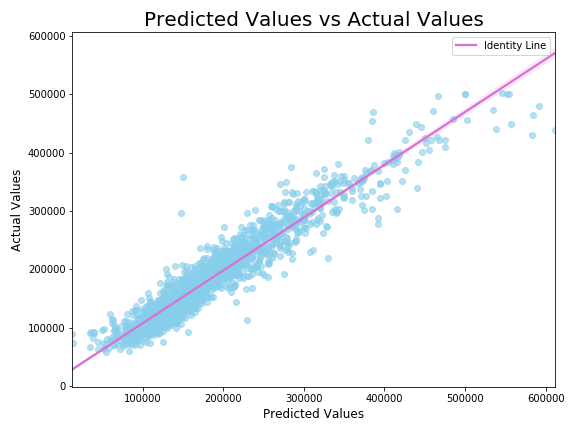 Predicted Values vs Actual Values
Identity Line
600000
500000
400000
300000
200000
100000
0
Actual Values
100000 200000 300000 400000 500000 600000
Predicted Values